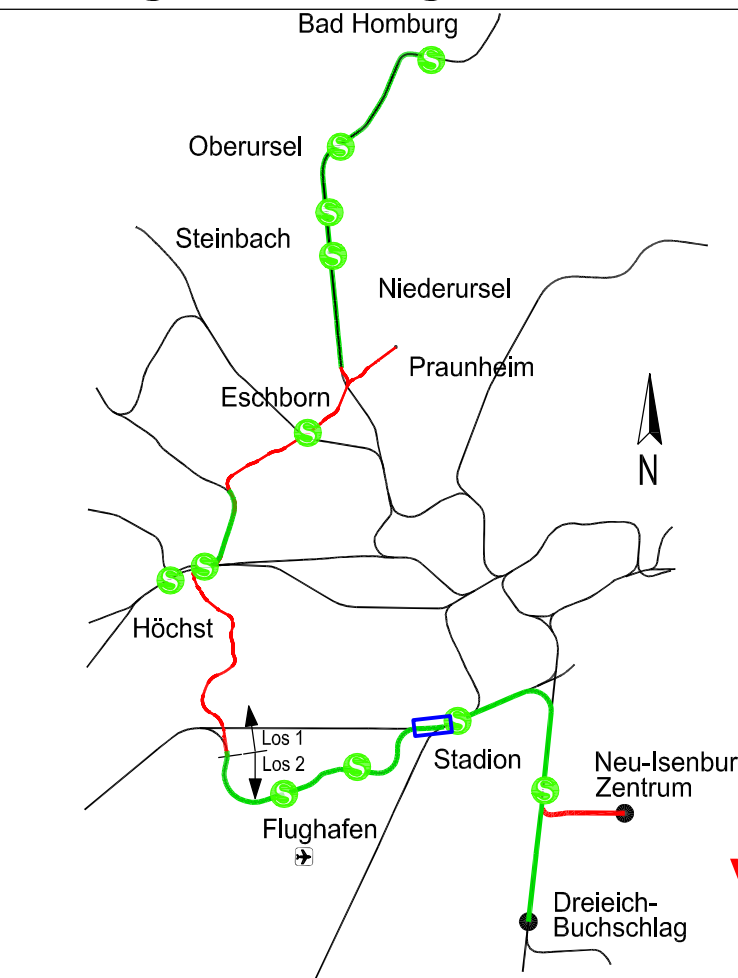 Bad Homburg
Oberursel
Steinbach
Niederursel
Praunheim
Eschborn
N
Höchst
Los 1
Los 2
Stadion
Neu-Isenbur
Zentrum
Flughafen
Dreieich-
Buchschlag